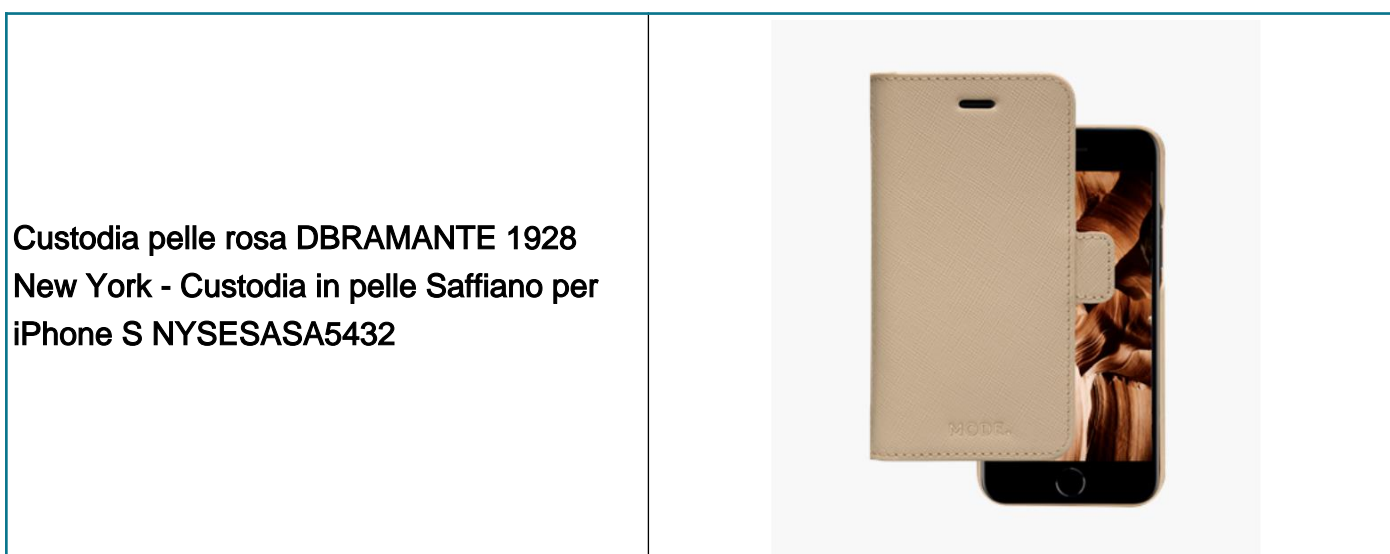 Custodia pelle rosa DBRAMANTE 1928
New York - Custodia in pelle Saffiano per
iPhone S NYSESASA5432
MODE.